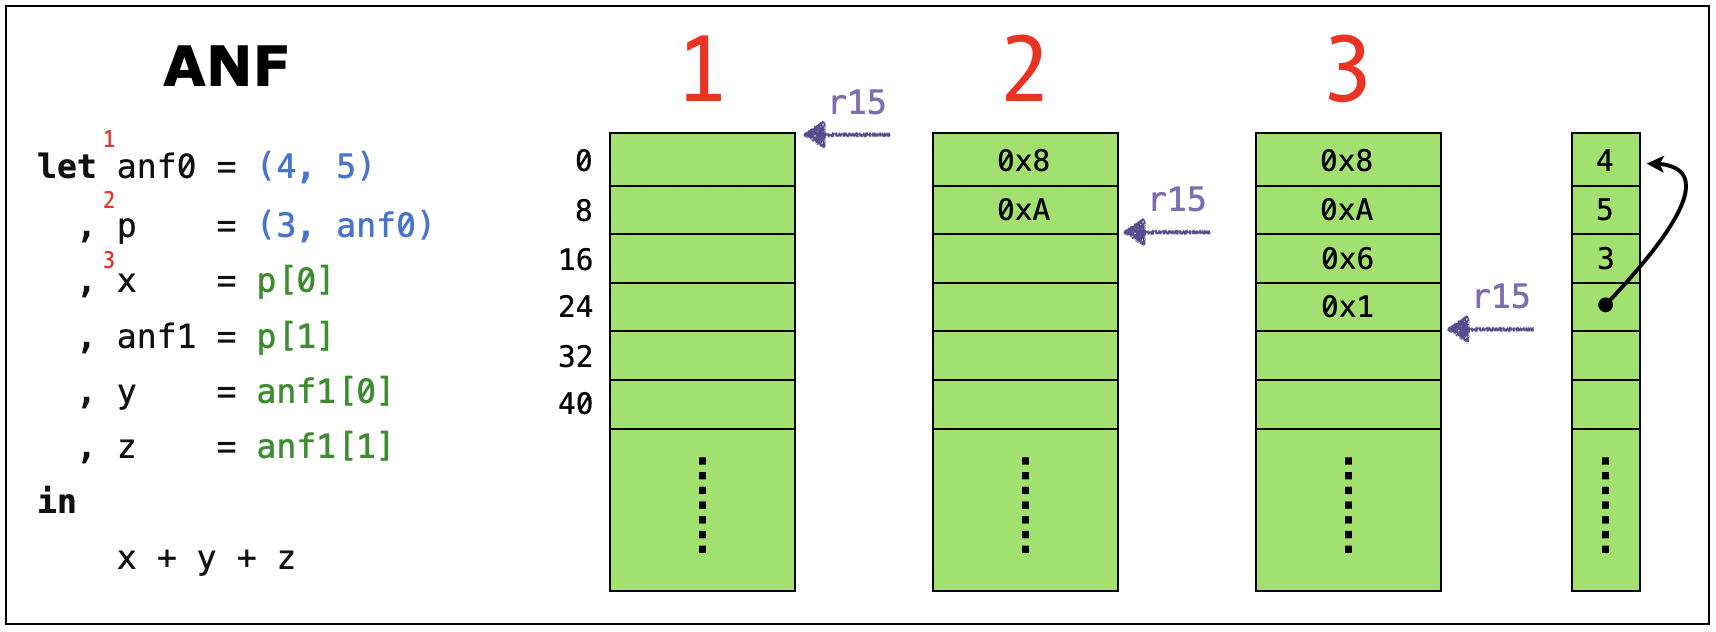 ANF
1
let anf0 = (4, 5)
2
, p = (3, anf0)
3
, x = p[0]
, anf1 = p[1]
, y = anf1[0]
, z = anf1[1]
in
x + y + z
1 2 3
r15
0 0x8 0x8 4
r15
8 0xA 0xA 5
16 0x6 3
r15
24 0x1
32
40